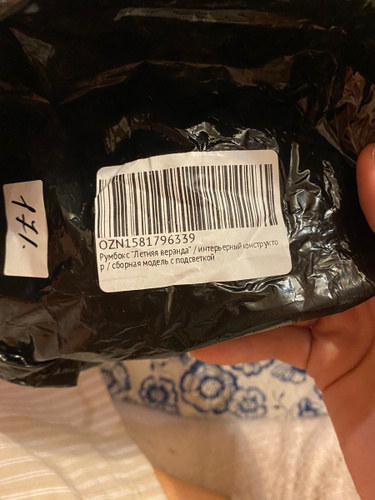 OZN1581796339
Румбокс "Летняя веранда" / интерьерный конструкто
р / сборная модель с подсветкой
171.